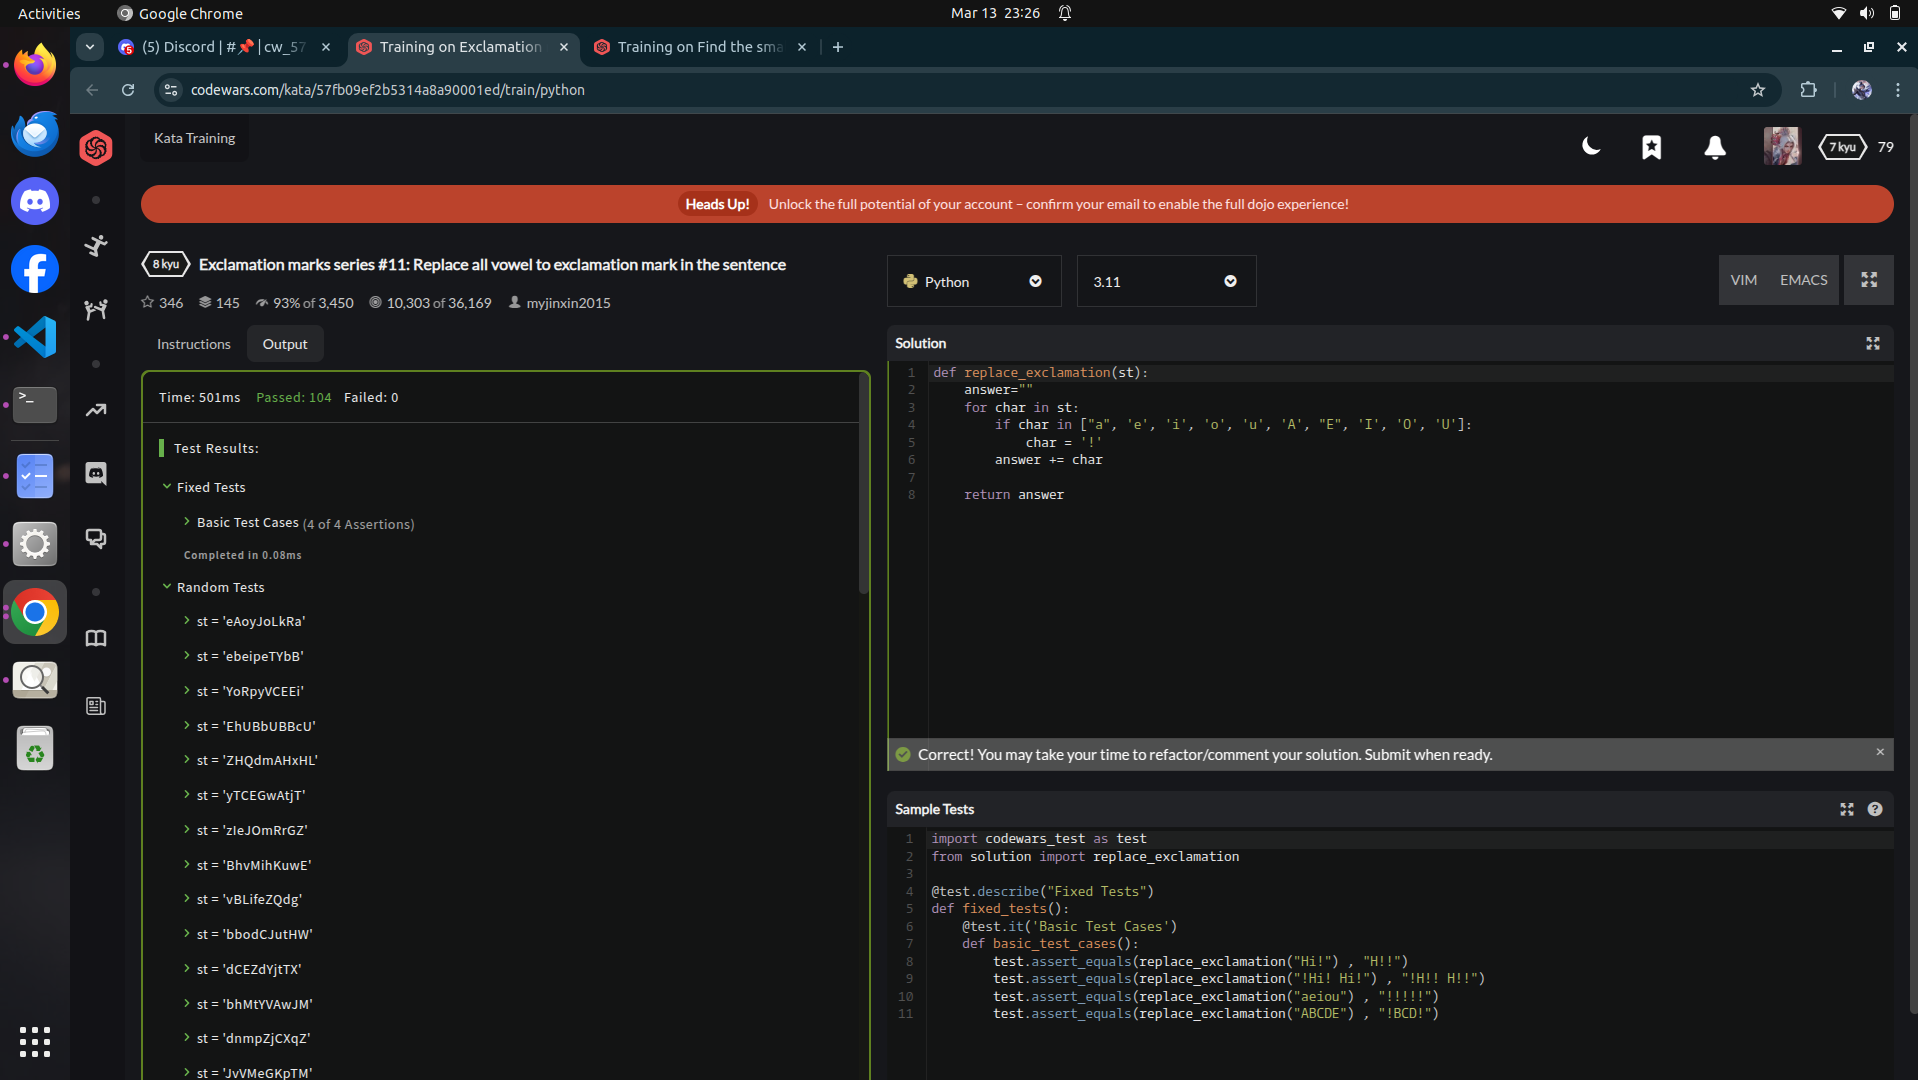 Activities
Google Chrome
Mar 13 23:26
(5) Discord | #📌│cw_57
Training on Exclamation
Training on Find the sma
codewars.com/kata/57fb09ef2b5314a8a90001ed/train/python
Kata Training
7 kyu
79
Heads Up! Unlock the full potential of your account – confirm your email to enable the full dojo experience!
8 kyu
Exclamation marks series #11: Replace all vowel to exclamation mark in the sentence
346 145 93% of 3,450 10,303 of 36,169 myjinxin2015
Python
3.11
VIM EMACS
Instructions
Output
Time: 501ms Passed: 104 Failed: 0
Test Results:
Fixed Tests
Basic Test Cases (4 of 4 Assertions)
Completed in 0.08ms
Random Tests
st = 'eAoyJoLkRa'
st = 'ebeipeTYbB'
st = 'YoRpyVCEEi'
st = 'EhUBbUBBcU'
st = 'ZHQdmAHxHL'
st = 'yTCEGwAtjT'
st = 'zIeJOmRrGZ'
st = 'BhvMihKuwE'
st = 'vBLifeZQdg'
st = 'bbodCJutHW'
st = 'dCEZdYjtTX'
st = 'bhMtYVAwJM'
st = 'dnmpZjCXqZ'
st = 'JvVMeGKpTM'
Solution
1 def replace_exclamation(st):
2     answer=""
3     for char in st:
4         if char in ["a", 'e', 'i', 'o', 'u', 'A', "E", 'I', 'O', 'U']:
5             char = '!'
6         answer += char
7
8     return answer
Correct! You may take your time to refactor/comment your solution. Submit when ready.
Sample Tests
1 import codewars_test as test
2 from solution import replace_exclamation
3
4 @test.describe("Fixed Tests")
5 def fixed_tests():
6     @test.it('Basic Test Cases')
7     def basic_test_cases():
8         test.assert_equals(replace_exclamation("Hi!") , "H!!")
9         test.assert_equals(replace_exclamation("!Hi! Hi!") , "!H!! H!!")
10         test.assert_equals(replace_exclamation("aeiou") , "!!!!!")
11         test.assert_equals(replace_exclamation("ABCDE") , "!BCD!")